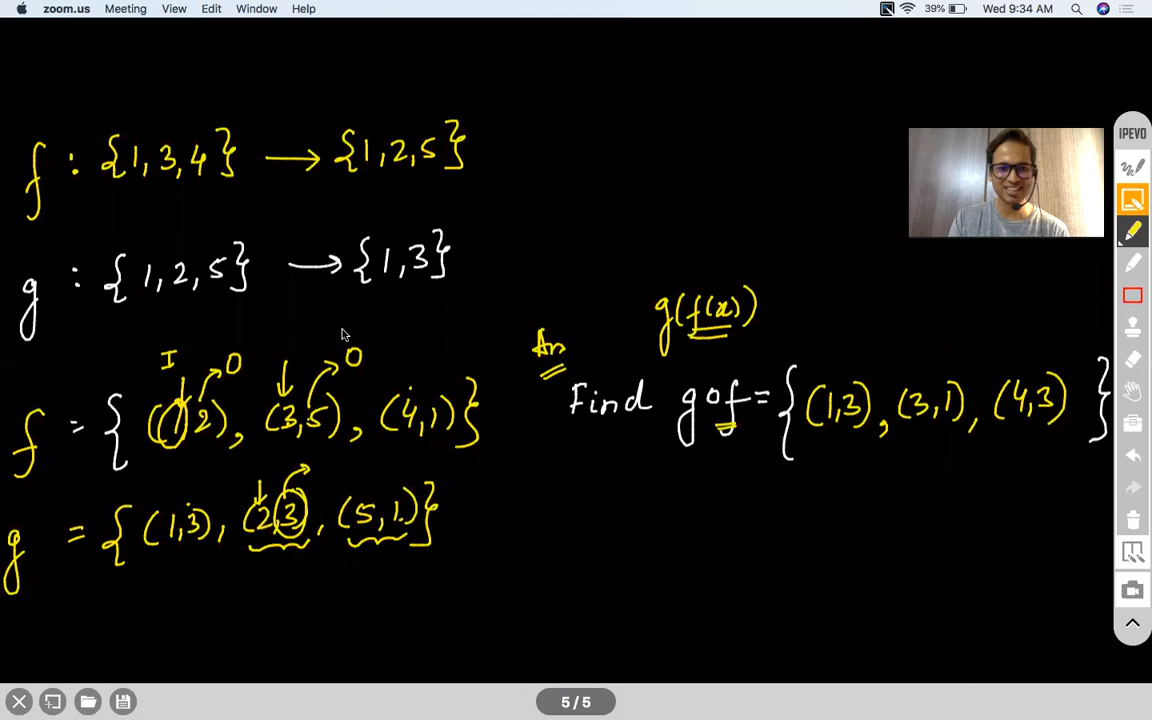 zoom.us Meeting View Edit Window Help 39% Wed 9:34 AM
IPEVO
f : {1, 3, 4} → {1, 2, 5}
g : {1, 2, 5} → {1, 3}
g(f(x))
I O O
An
Find gof = {(1,3), (3,1), (4,3)}
f = {(1,2), (3,5), (4,1)}
g = {(1,3), (2,3), (5,1)}
5 / 5